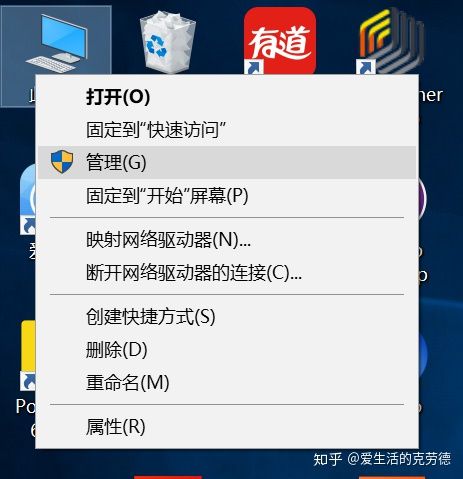 有道
打开(O)
固定到“快速访问”
管理(G)
固定到“开始”屏幕(P)
映射网络驱动器(N)...
断开网络驱动器的连接(C)...
创建快捷方式(S)
删除(D)
重命名(M)
属性(R)
知乎 @爱生活的克劳德